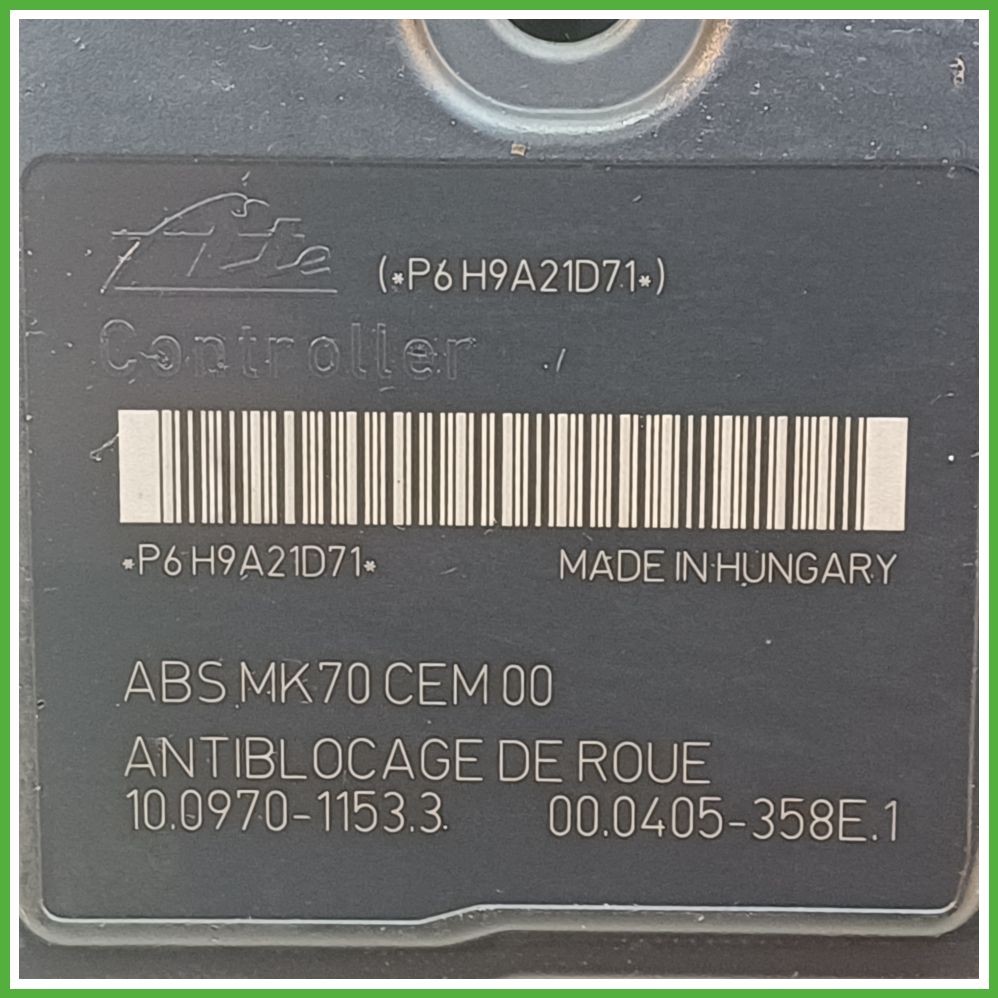 Ate (*P6 H9A21D71*)
Controller
*P6 H9A21D71* MADE IN HUNGARY
ABS MK70 CEM 00
ANTIBLOCAGE DE ROUE
10.0970-1153.3 00.0405-358E.1